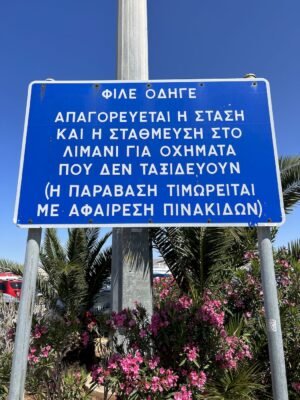 ΦΙΛΕ ΟΔΗΓΕ
ΑΠΑΓΟΡΕΥΕΤΑΙ Η ΣΤΑΣΗ
ΚΑΙ Η ΣΤΑΘΜΕΥΣΗ ΣΤΟ
ΛΙΜΑΝΙ ΓΙΑ ΟΧΗΜΑΤΑ
ΠΟΥ ΔΕΝ ΤΑΞΙΔΕΥΟΥΝ
(Η ΠΑΡΑΒΑΣΗ ΤΙΜΩΡΕΙΤΑΙ
ΜΕ ΑΦΑΙΡΕΣΗ ΠΙΝΑΚΙΔΩΝ)